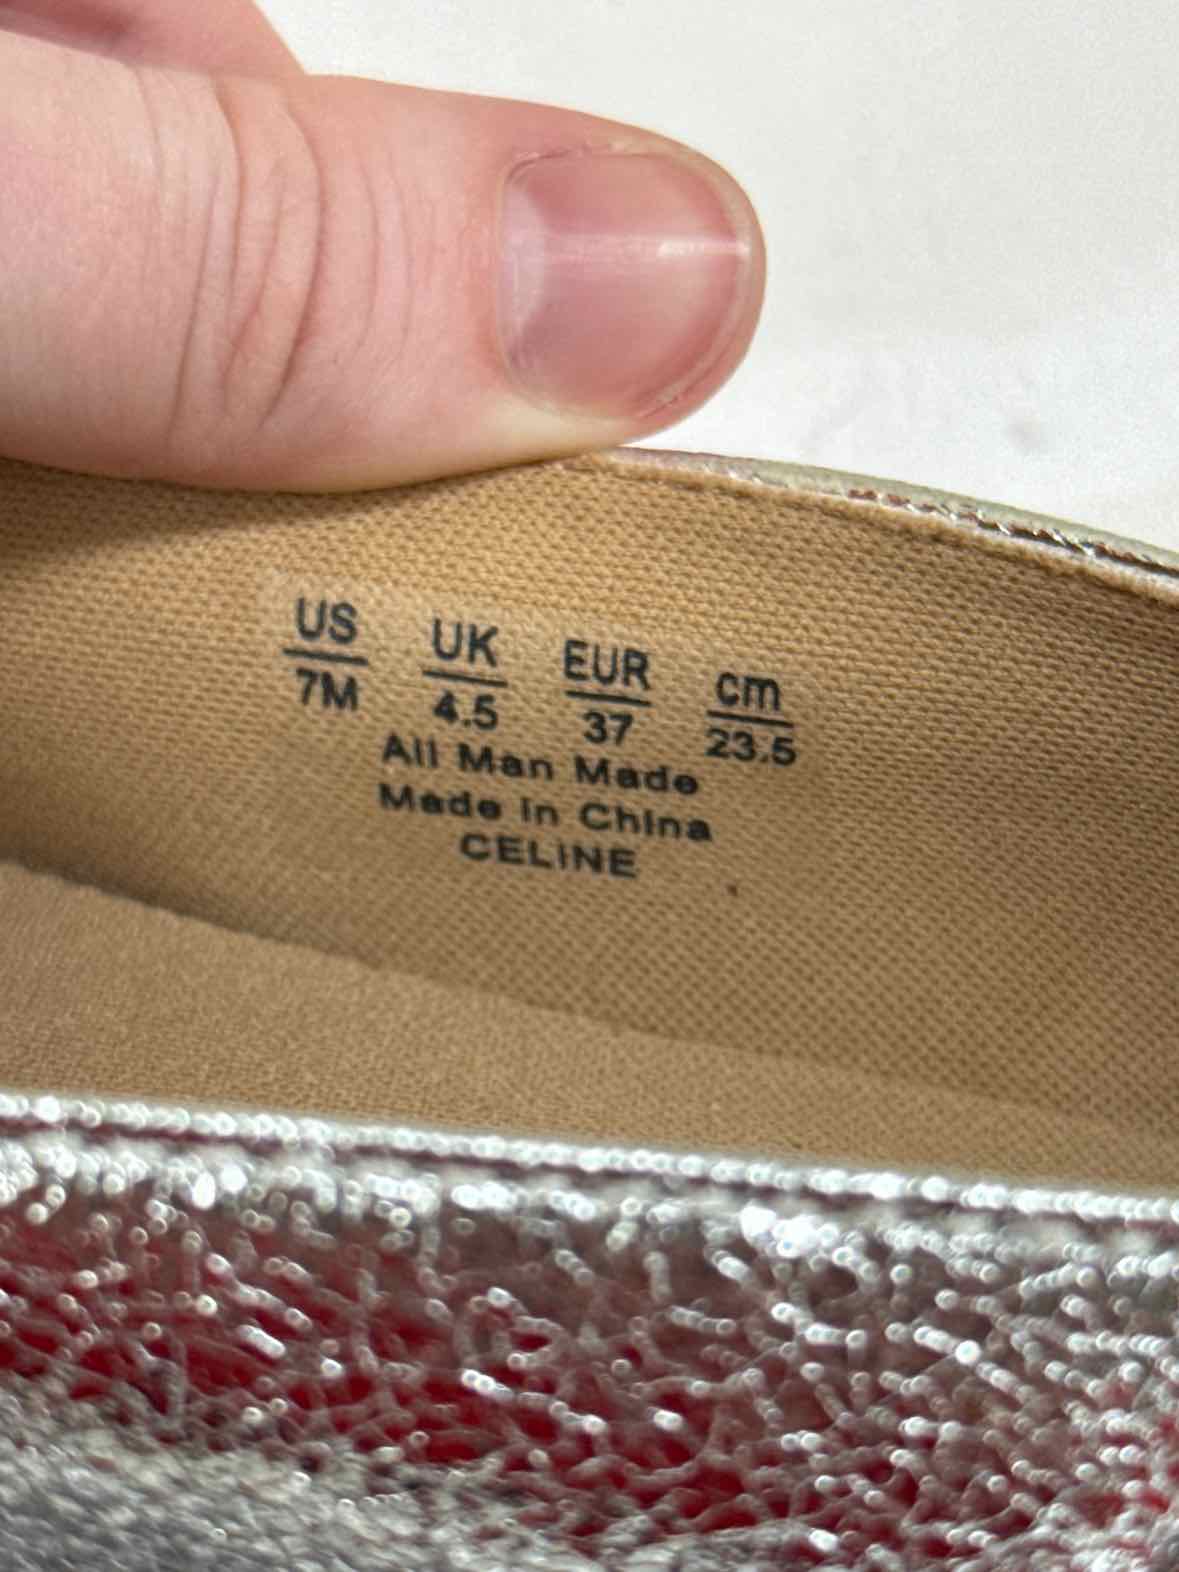 US UK EUR cm
7M 4.5 37 23.5
All Man Made
Made in China
CELINE